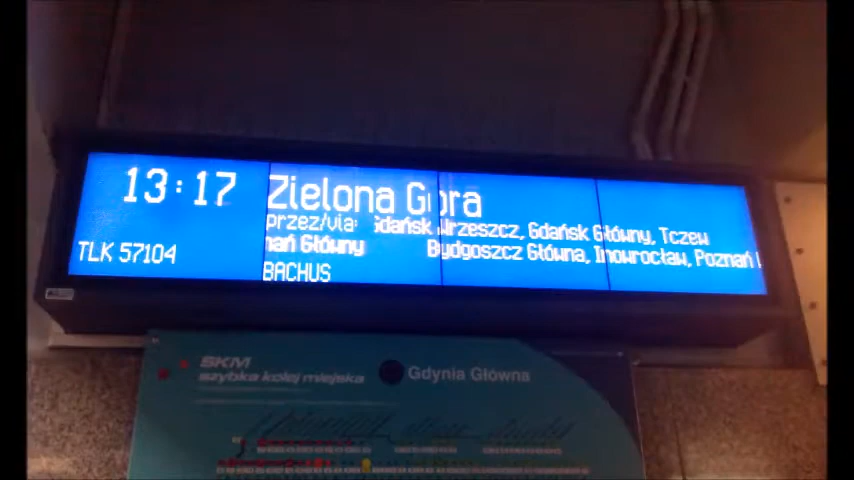 13:17
Zielona Góra
przez/via: Gdańsk Wrzeszcz, Gdańsk Główny, Tczew
nań Główny Bydgoszcz Główna, Inowrocław, Poznań
TLK 57104
BACHUS
SKM
szybka kolej miejska
Gdynia Główna